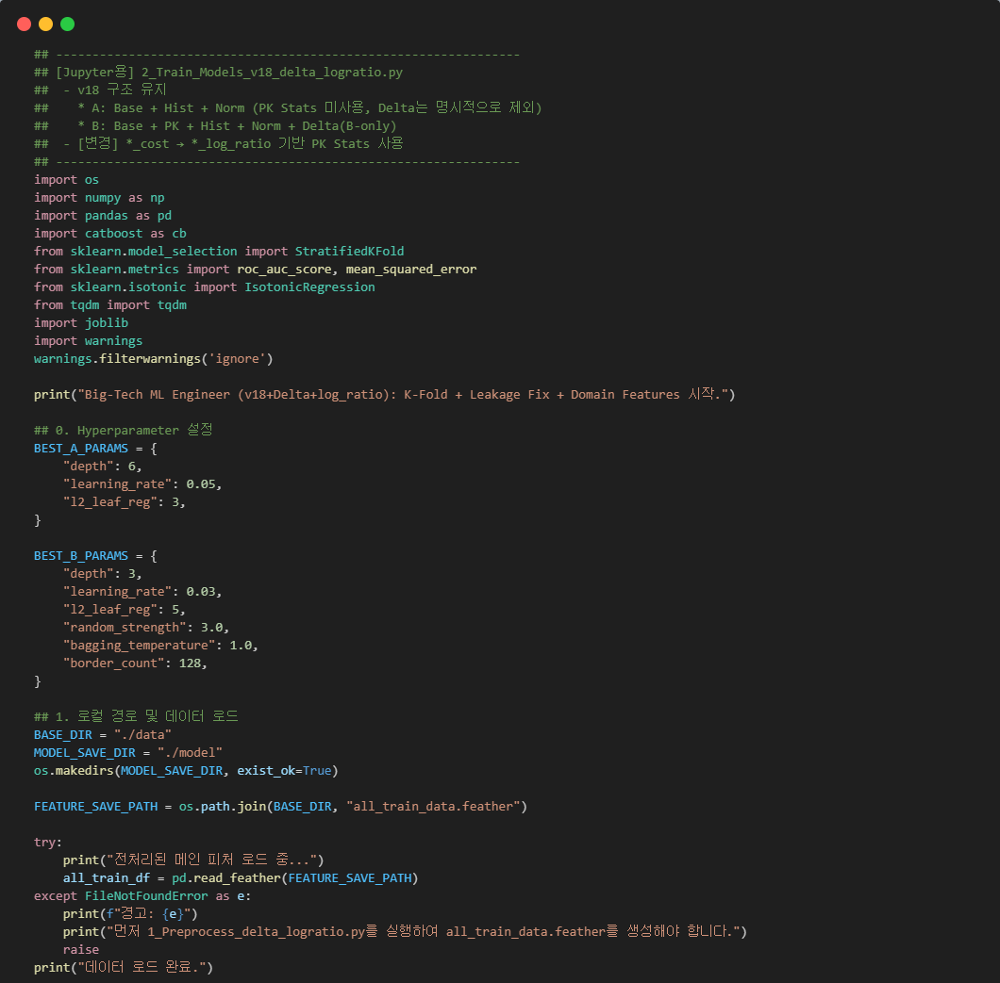 ## ----------------------------------------------------------------
## [Jupyter용] 2_Train_Models_v18_delta_logratio.py
##  - v18 구조 유지
##    * A: Base + Hist + Norm (PK Stats 미사용, Delta는 명시적으로 제외)
##    * B: Base + PK + Hist + Norm + Delta(B-only)
##  - [변경] *_cost → *_log_ratio 기반 PK Stats 사용
## ----------------------------------------------------------------
import os
import numpy as np
import pandas as pd
import catboost as cb
from sklearn.model_selection import StratifiedKFold
from sklearn.metrics import roc_auc_score, mean_squared_error
from sklearn.isotonic import IsotonicRegression
from tqdm import tqdm
import joblib
import warnings
warnings.filterwarnings('ignore')
print("Big-Tech ML Engineer (v18+Delta+log_ratio): K-Fold + Leakage Fix + Domain Features 시작.")
## 0. Hyperparameter 설정
BEST_A_PARAMS = {
    "depth": 6,
    "learning_rate": 0.05,
    "l2_leaf_reg": 3,
}
BEST_B_PARAMS = {
    "depth": 3,
    "learning_rate": 0.03,
    "l2_leaf_reg": 5,
    "random_strength": 3.0,
    "bagging_temperature": 1.0,
    "border_count": 128,
}
## 1. 로컬 경로 및 데이터 로드
BASE_DIR = "./data"
MODEL_SAVE_DIR = "./model"
os.makedirs(MODEL_SAVE_DIR, exist_ok=True)
FEATURE_SAVE_PATH = os.path.join(BASE_DIR, "all_train_data.feather")
try:
    print("전처리된 메인 피처 로드 중...")
    all_train_df = pd.read_feather(FEATURE_SAVE_PATH)
except FileNotFoundError as e:
    print(f"경고: {e}")
    print("먼저 1_Preprocess_delta_logratio.py를 실행하여 all_train_data.feather를 생성해야 합니다.")
    raise
print("데이터 로드 완료.")